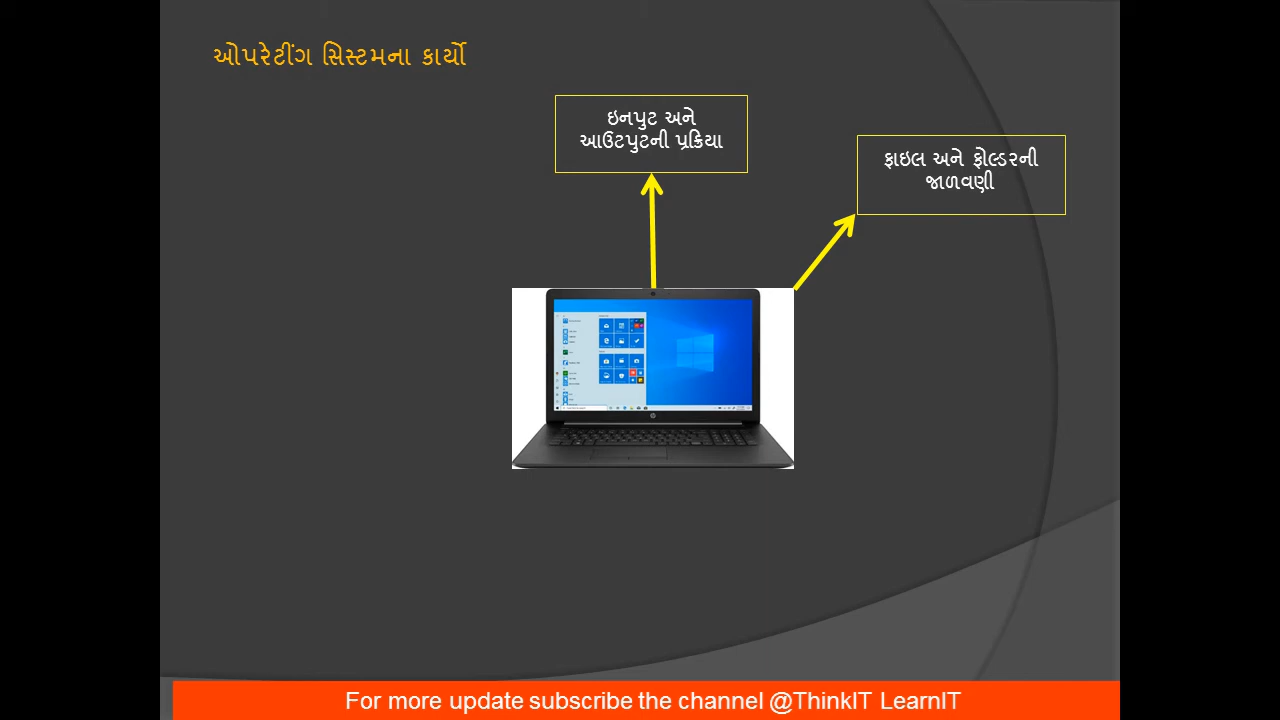 ઓપરેટીંગ સિસ્ટમના કાર્યો
ઇનપુટ અને
આઉટપુટની પ્રક્રિયા
ફાઇલ અને ફોલ્ડરની
જાળવણી
For more update subscribe the channel @ThinkIT LearnIT